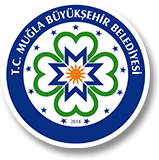 T.C. MUĞLA BÜYÜKŞEHİR BELEDİYESİ
2014